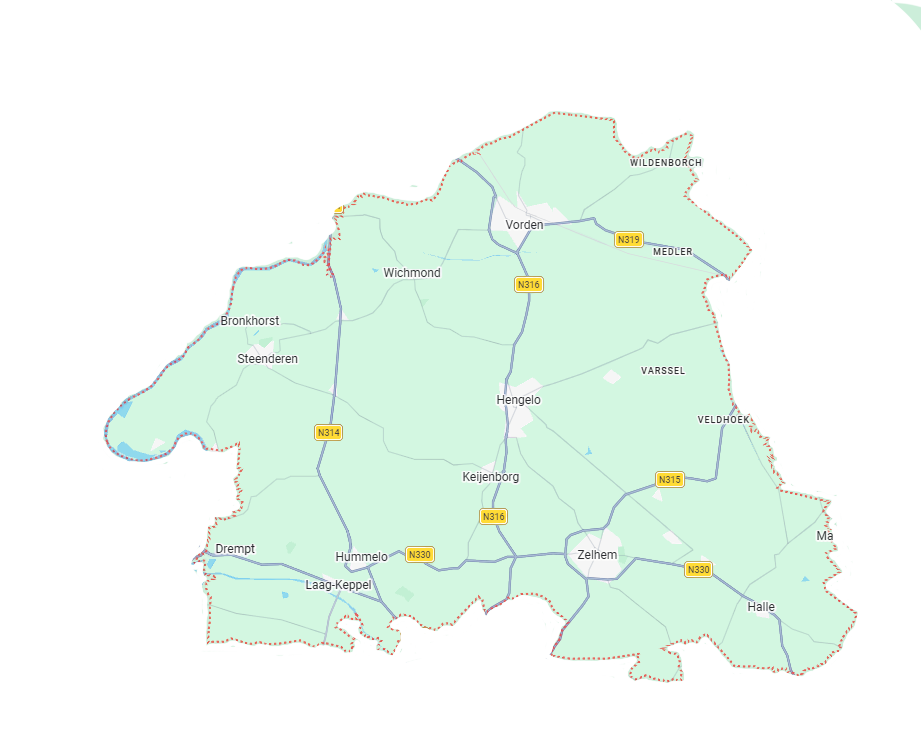 WILDENBORCH
Vorden
N319
MEDLER
Wichmond
N316
Bronkhorst
Steenderen
VARSSEL
Hengelo
VELDHOEK
N314
Keijenborg
N315
N316
Ma
Drempt
Hummelo
N330
Zelhem
N330
Laag-Keppel
Halle